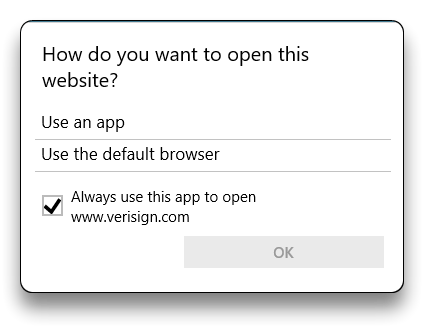 How do you want to open this
website?
Use an app
Use the default browser
Always use this app to open
www.verisign.com
OK